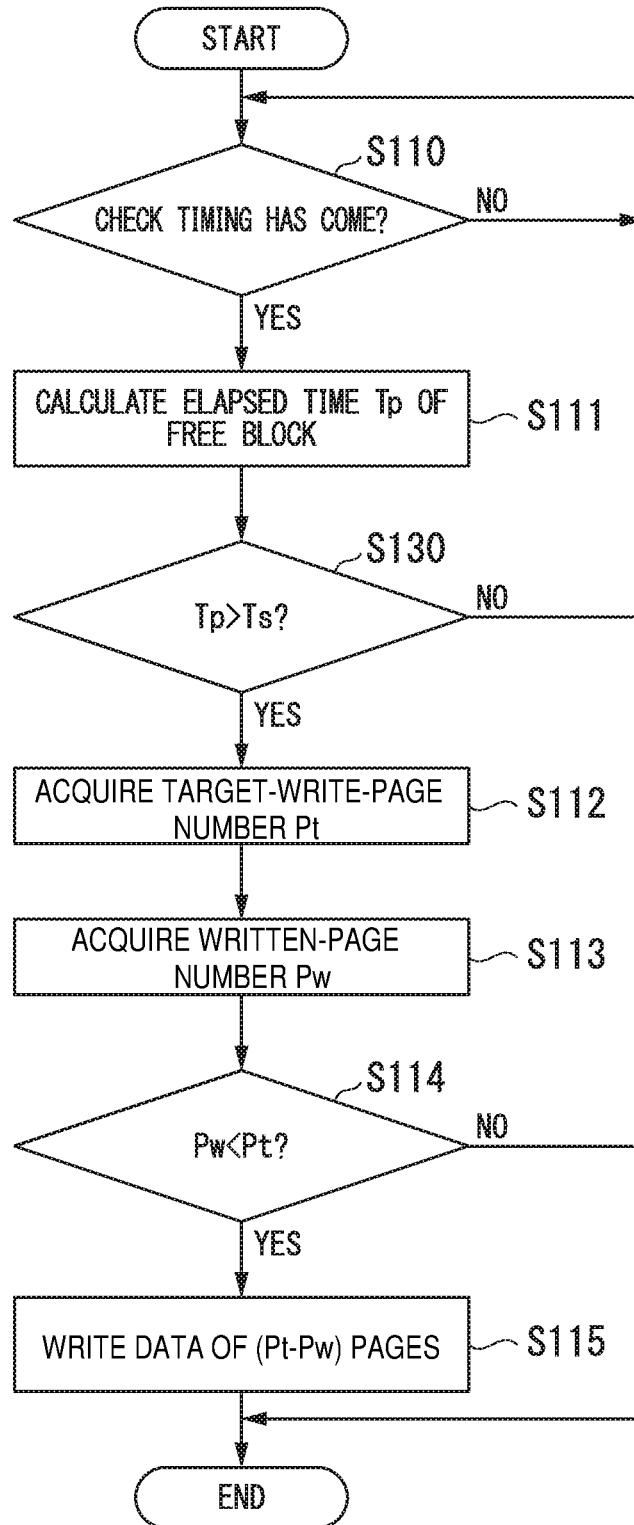 START
S110
CHECK TIMING HAS COME?
NO
YES
CALCULATE ELAPSED TIME Tp OF
FREE BLOCK
S111
S130
Tp>Ts?
NO
YES
ACQUIRE TARGET-WRITE-PAGE
NUMBER Pt
S112
ACQUIRE WRITTEN-PAGE
NUMBER Pw
S113
S114
Pw<Pt?
NO
YES
WRITE DATA OF (Pt-Pw) PAGES
S115
END